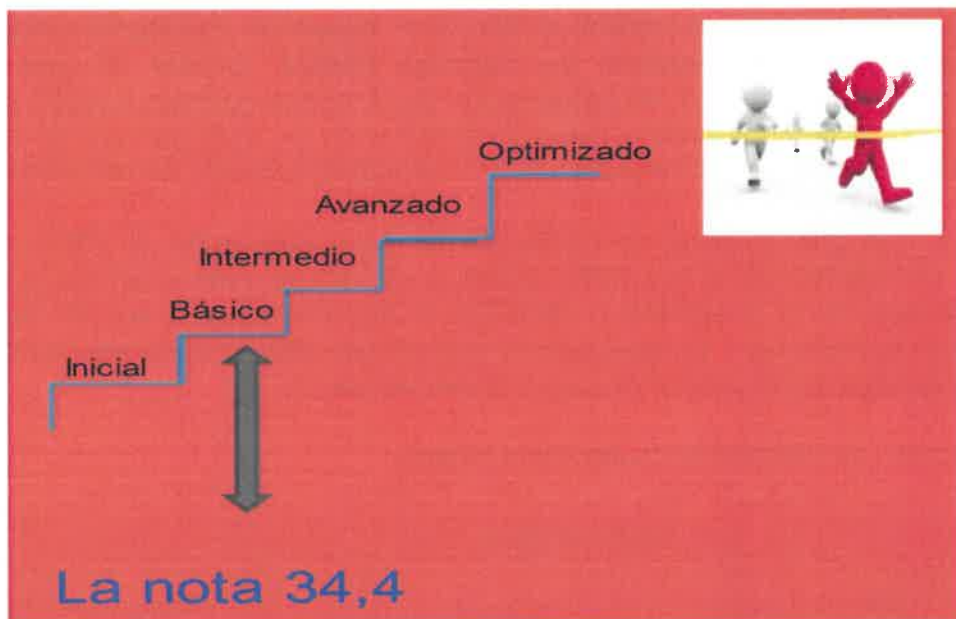 Optimizado
Avanzado
Intermedio
Básico
Inicial
La nota 34,4